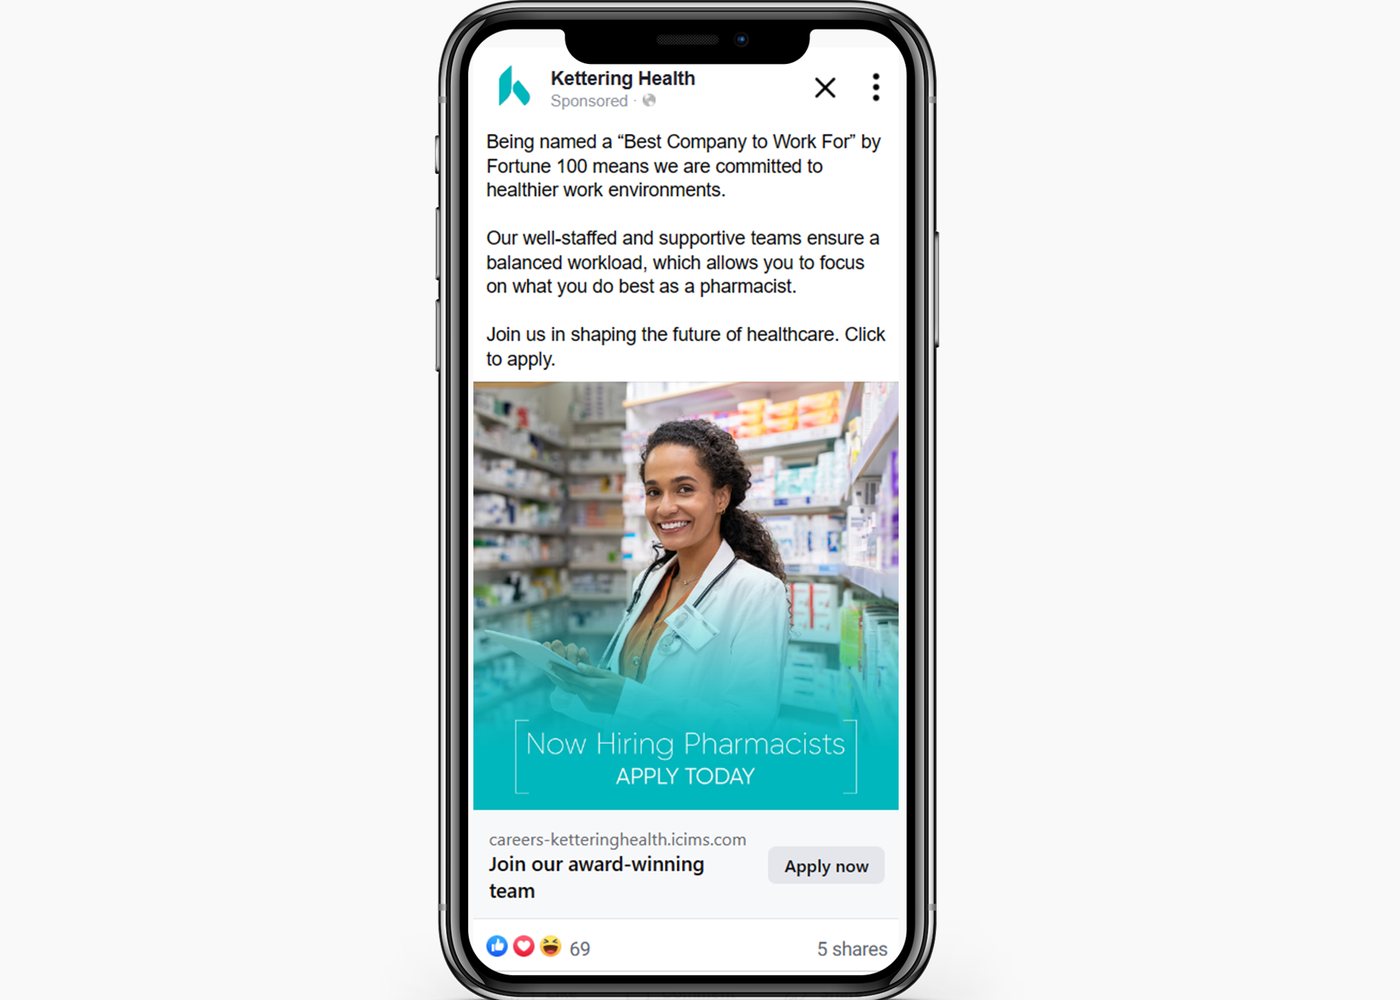 Kettering Health
Sponsored ·
Being named a “Best Company to Work For” by
Fortune 100 means we are committed to
healthier work environments.
Our well-staffed and supportive teams ensure a
balanced workload, which allows you to focus
on what you do best as a pharmacist.
Join us in shaping the future of healthcare. Click
to apply.
Now Hiring Pharmacists
APPLY TODAY
careers-ketteringhealth.icims.com
Join our award-winning
team
Apply now
69
5 shares